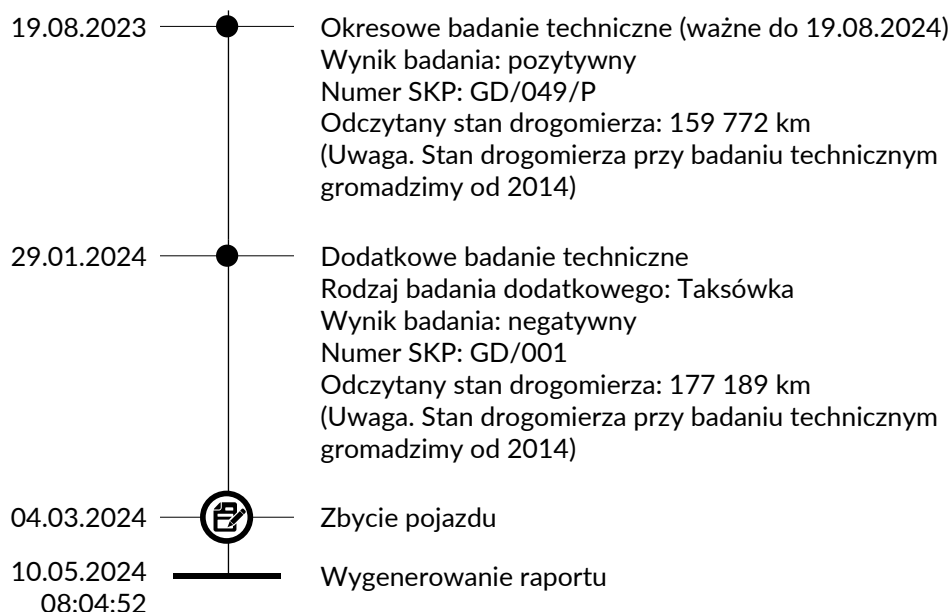 19.08.2023
Okresowe badanie techniczne (ważne do 19.08.2024)
Wynik badania: pozytywny
Numer SKP: GD/049/P
Odczytany stan drogomierza: 159 772 km
(Uwaga. Stan drogomierza przy badaniu technicznym
gromadzimy od 2014)
29.01.2024
Dodatkowe badanie techniczne
Rodzaj badania dodatkowego: Taksówka
Wynik badania: negatywny
Numer SKP: GD/001
Odczytany stan drogomierza: 177 189 km
(Uwaga. Stan drogomierza przy badaniu technicznym
gromadzimy od 2014)
04.03.2024
Zbycie pojazdu
10.05.2024
08:04:52
Wygenerowanie raportu